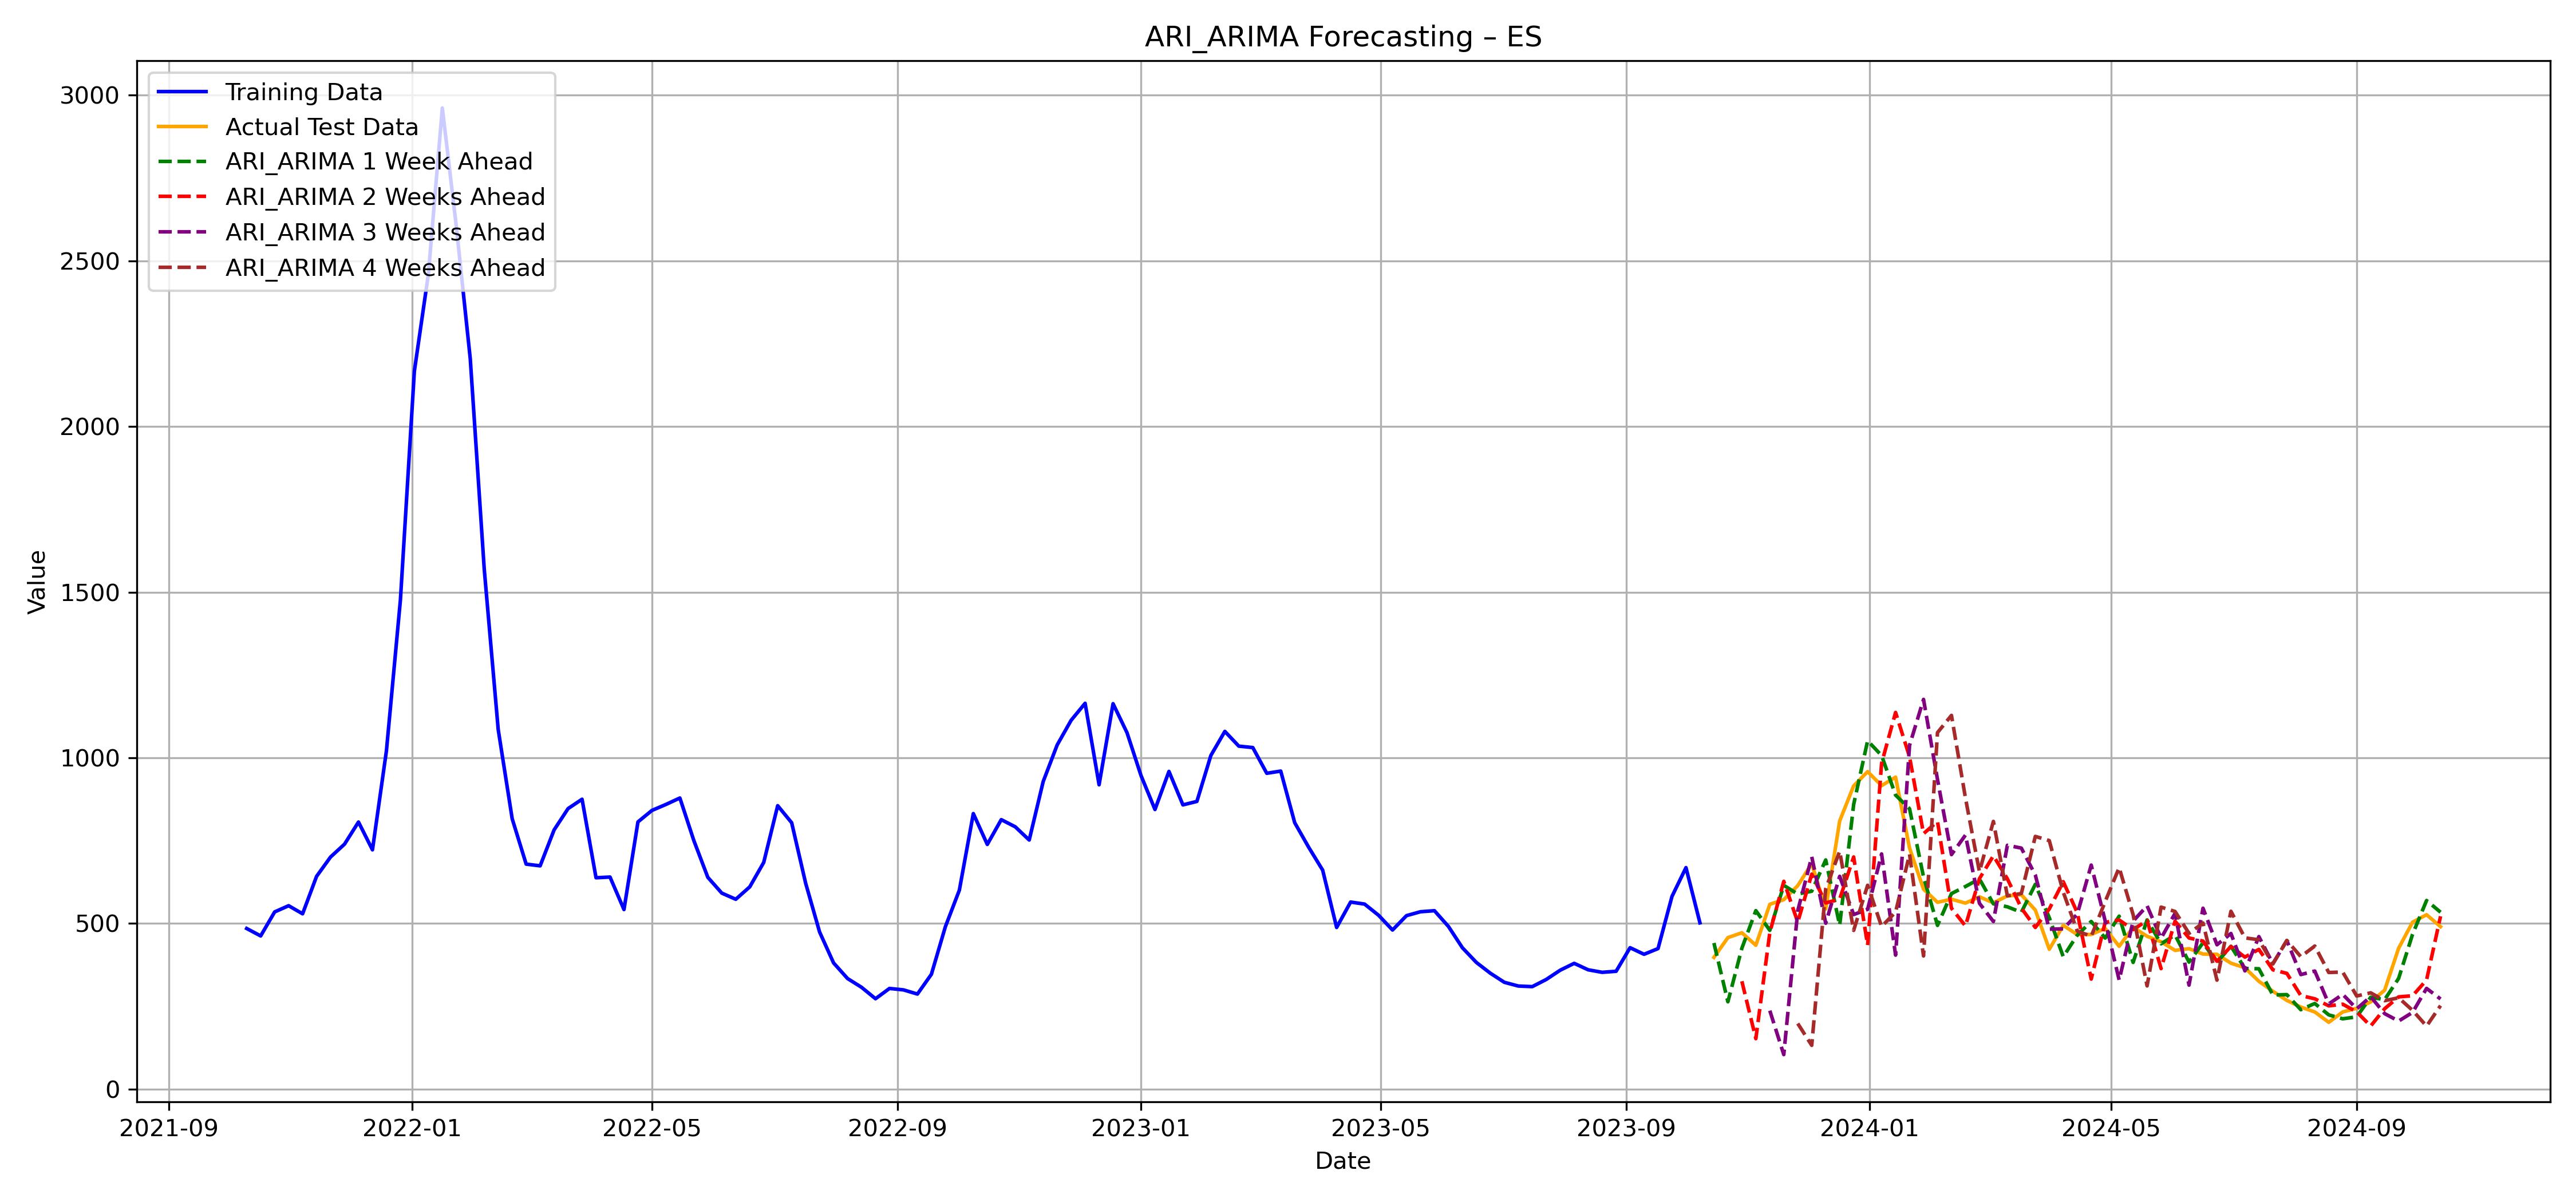 ARI_ARIMA Forecasting – ES
Training Data
Actual Test Data
ARI_ARIMA 1 Week Ahead
ARI_ARIMA 2 Weeks Ahead
ARI_ARIMA 3 Weeks Ahead
ARI_ARIMA 4 Weeks Ahead
3000
2500
2000
1500
1000
500
0
Value
2021-09 2022-01 2022-05 2022-09 2023-01 2023-05 2023-09 2024-01 2024-05 2024-09
Date